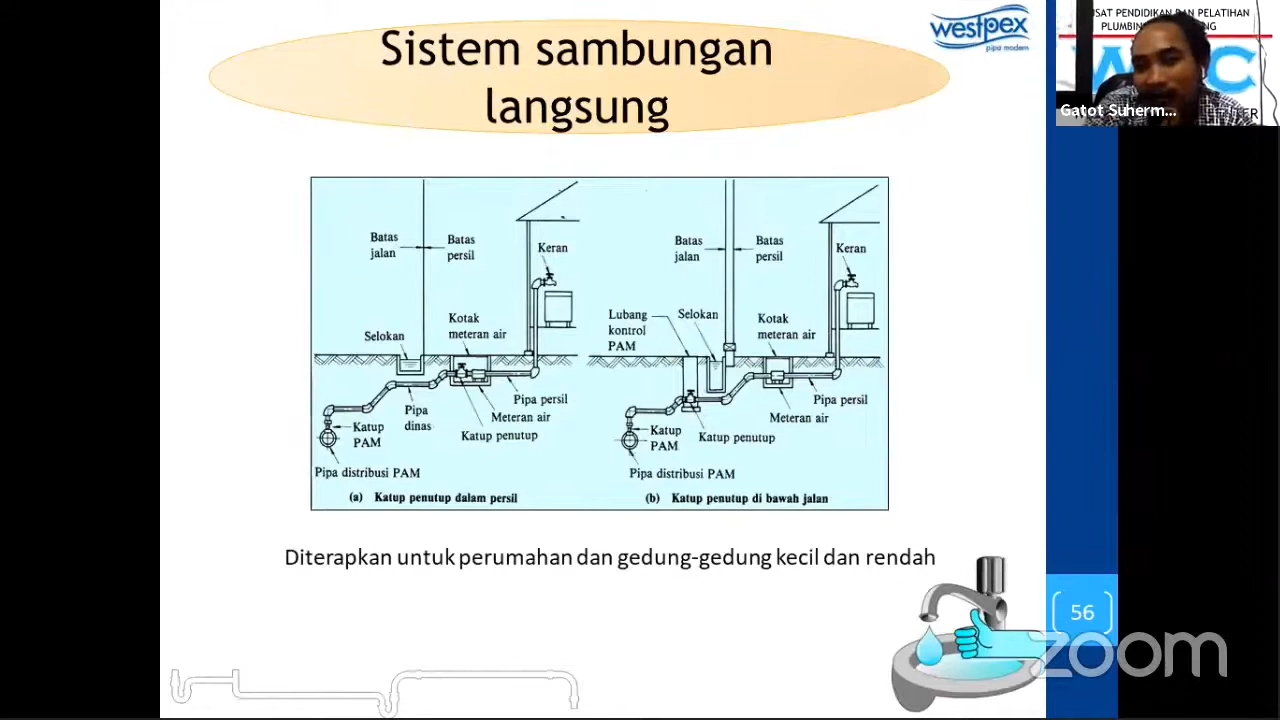 Sistem sambungan
langsung
westpex
pipa modern
USAT PENDIDIKAN DAN PELATIHAN
Gatot Suherm...
Batas
jalan
Batas
persil
Keran
Selokan
Kotak
meteran air
Pipa
dinas
Pipa persil
Meteran air
Katup penutup
Katup
PAM
Pipa distribusi PAM
(a) Katup penutup dalam persil
Batas
jalan
Batas
persil
Keran
Lubang
kontrol
PAM
Selokan
Kotak
meteran air
Pipa persil
Meteran air
Katup penutup
Katup
PAM
Pipa distribusi PAM
(b) Katup penutup di bawah jalan
Diterapkan untuk perumahan dan gedung-gedung kecil dan rendah
56
zoom